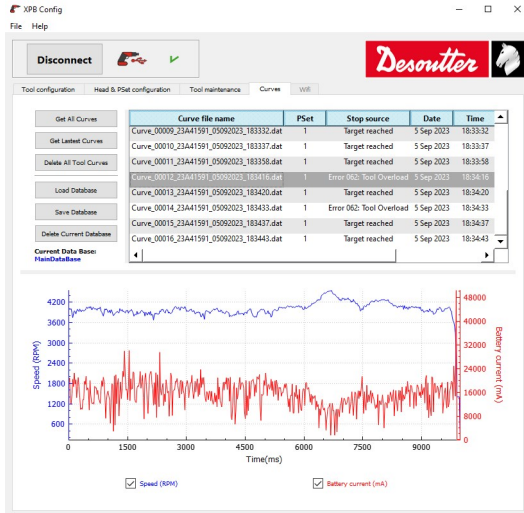 XPB Config
File Help
Disconnect
Desoutter
Tool configuration Head & PSet configuration Tool maintenance Curves Wifi
Get All Curves
Get Lastest Curves
Delete All Tool Curves
Load Database
Save Database
Delete Current Database
Current Data Base:
MainDataBase
Curve file name PSet Stop source Date Time
Curve_00009_23A41591_05092023_183332.dat 1 Target reached 5 Sep 2023 18:33:32
Curve_00010_23A41591_05092023_183337.dat 1 Target reached 5 Sep 2023 18:33:37
Curve_00011_23A41591_05092023_183358.dat 1 Target reached 5 Sep 2023 18:33:58
Curve_00012_23A41591_05092023_183416.dat 1 Error 062: Tool Overload 5 Sep 2023 18:34:16
Curve_00013_23A41591_05092023_183420.dat 1 Target reached 5 Sep 2023 18:34:20
Curve_00014_23A41591_05092023_183433.dat 1 Error 062: Tool Overload 5 Sep 2023 18:34:33
Curve_00015_23A41591_05092023_183437.dat 1 Target reached 5 Sep 2023 18:34:37
Curve_00016_23A41591_05092023_183443.dat 1 Target reached 5 Sep 2023 18:34:43
Speed (RPM)
4200
3600
3000
2400
1800
1200
600
48000
40000
32000
24000
16000
8000
0
Battery current (mA)
0 1500 3000 4500 6000 7500 9000
Time(ms)
Speed (RPM) Battery current (mA)